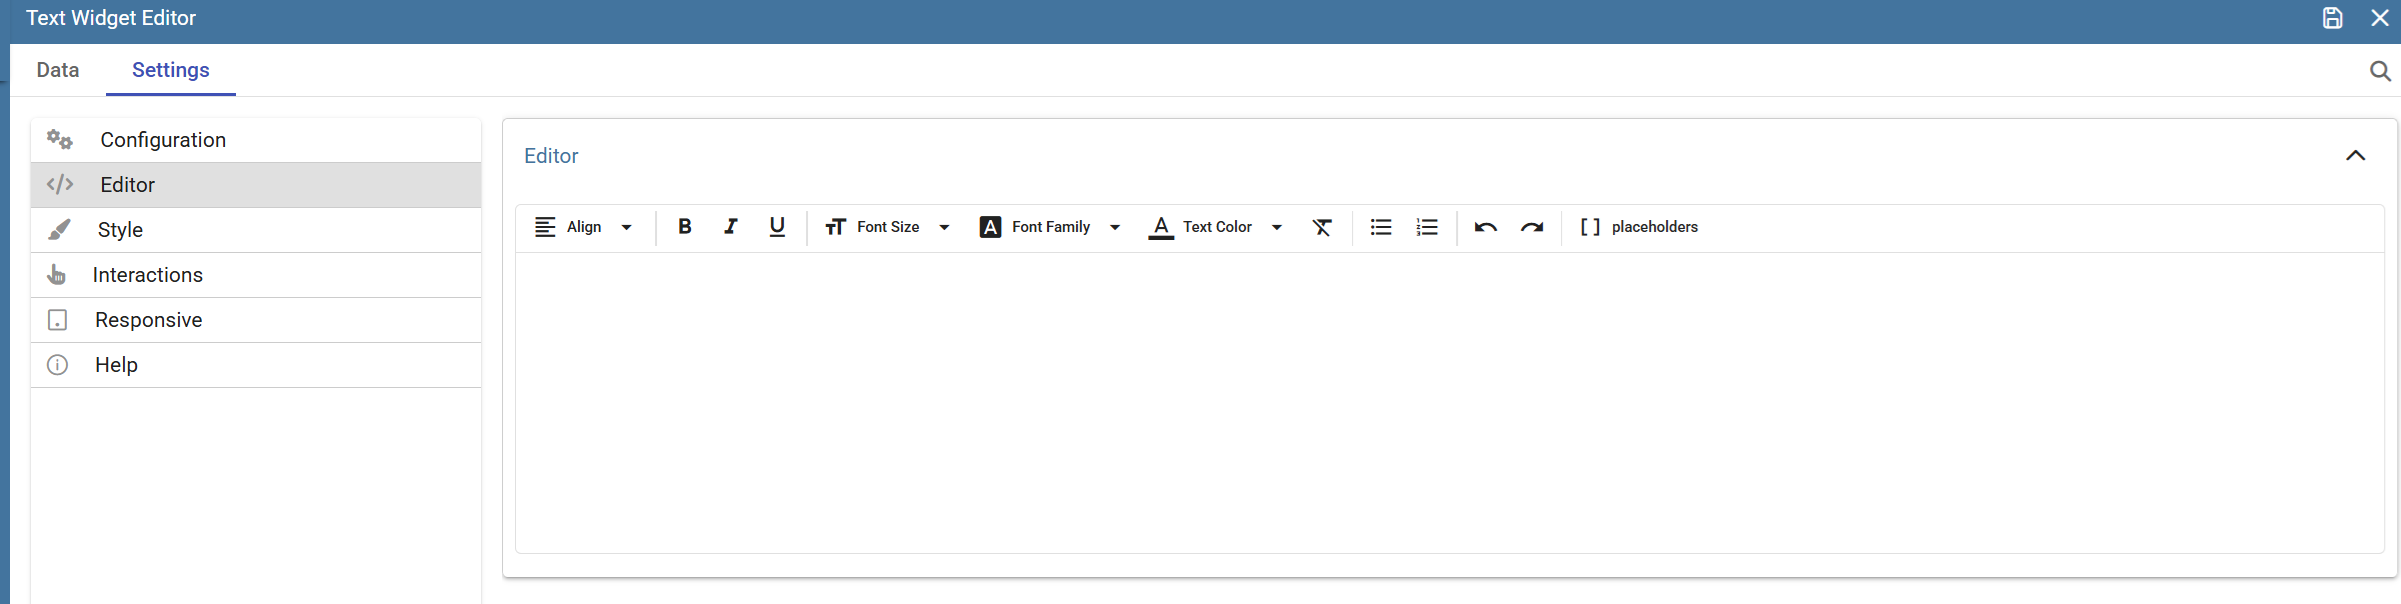 Text Widget Editor
Data Settings
Configuration
Editor
Style
Interactions
Responsive
Help
Editor
Align B I U Font Size Font Family Text Color placeholders